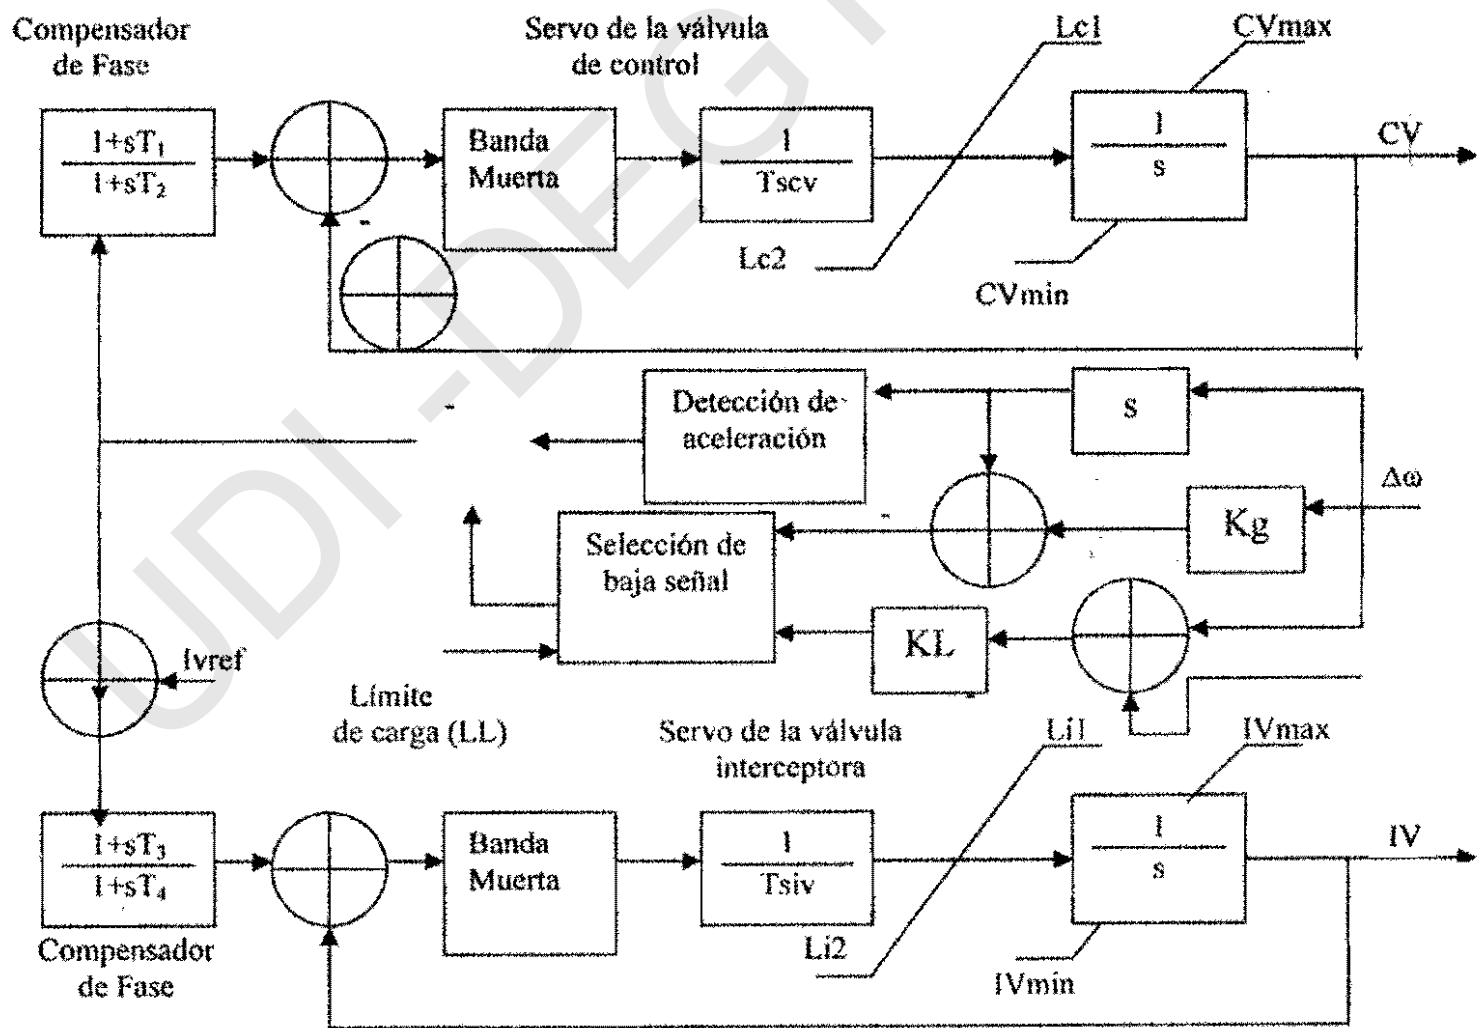 Compensador
de Fase
Servo de la válvula
de control
Lc1
CVmax
1+sT₁
1+sT₂
Banda
Muerta
1
Tscv
1
s
CV
-
Lc2
CVmin
-
Detección de
aceleración
s
Δω
-
Kg
Selección de
baja señal
KL
Ivref
-
Límite
de carga (LL)
Servo de la válvula
interceptora
Li1
IVmax
1+sT₃
1+sT₄
Banda
Muerta
1
Tsiv
1
s
IV
Compensador
de Fase
Li2
IVmin
UDI - DEG